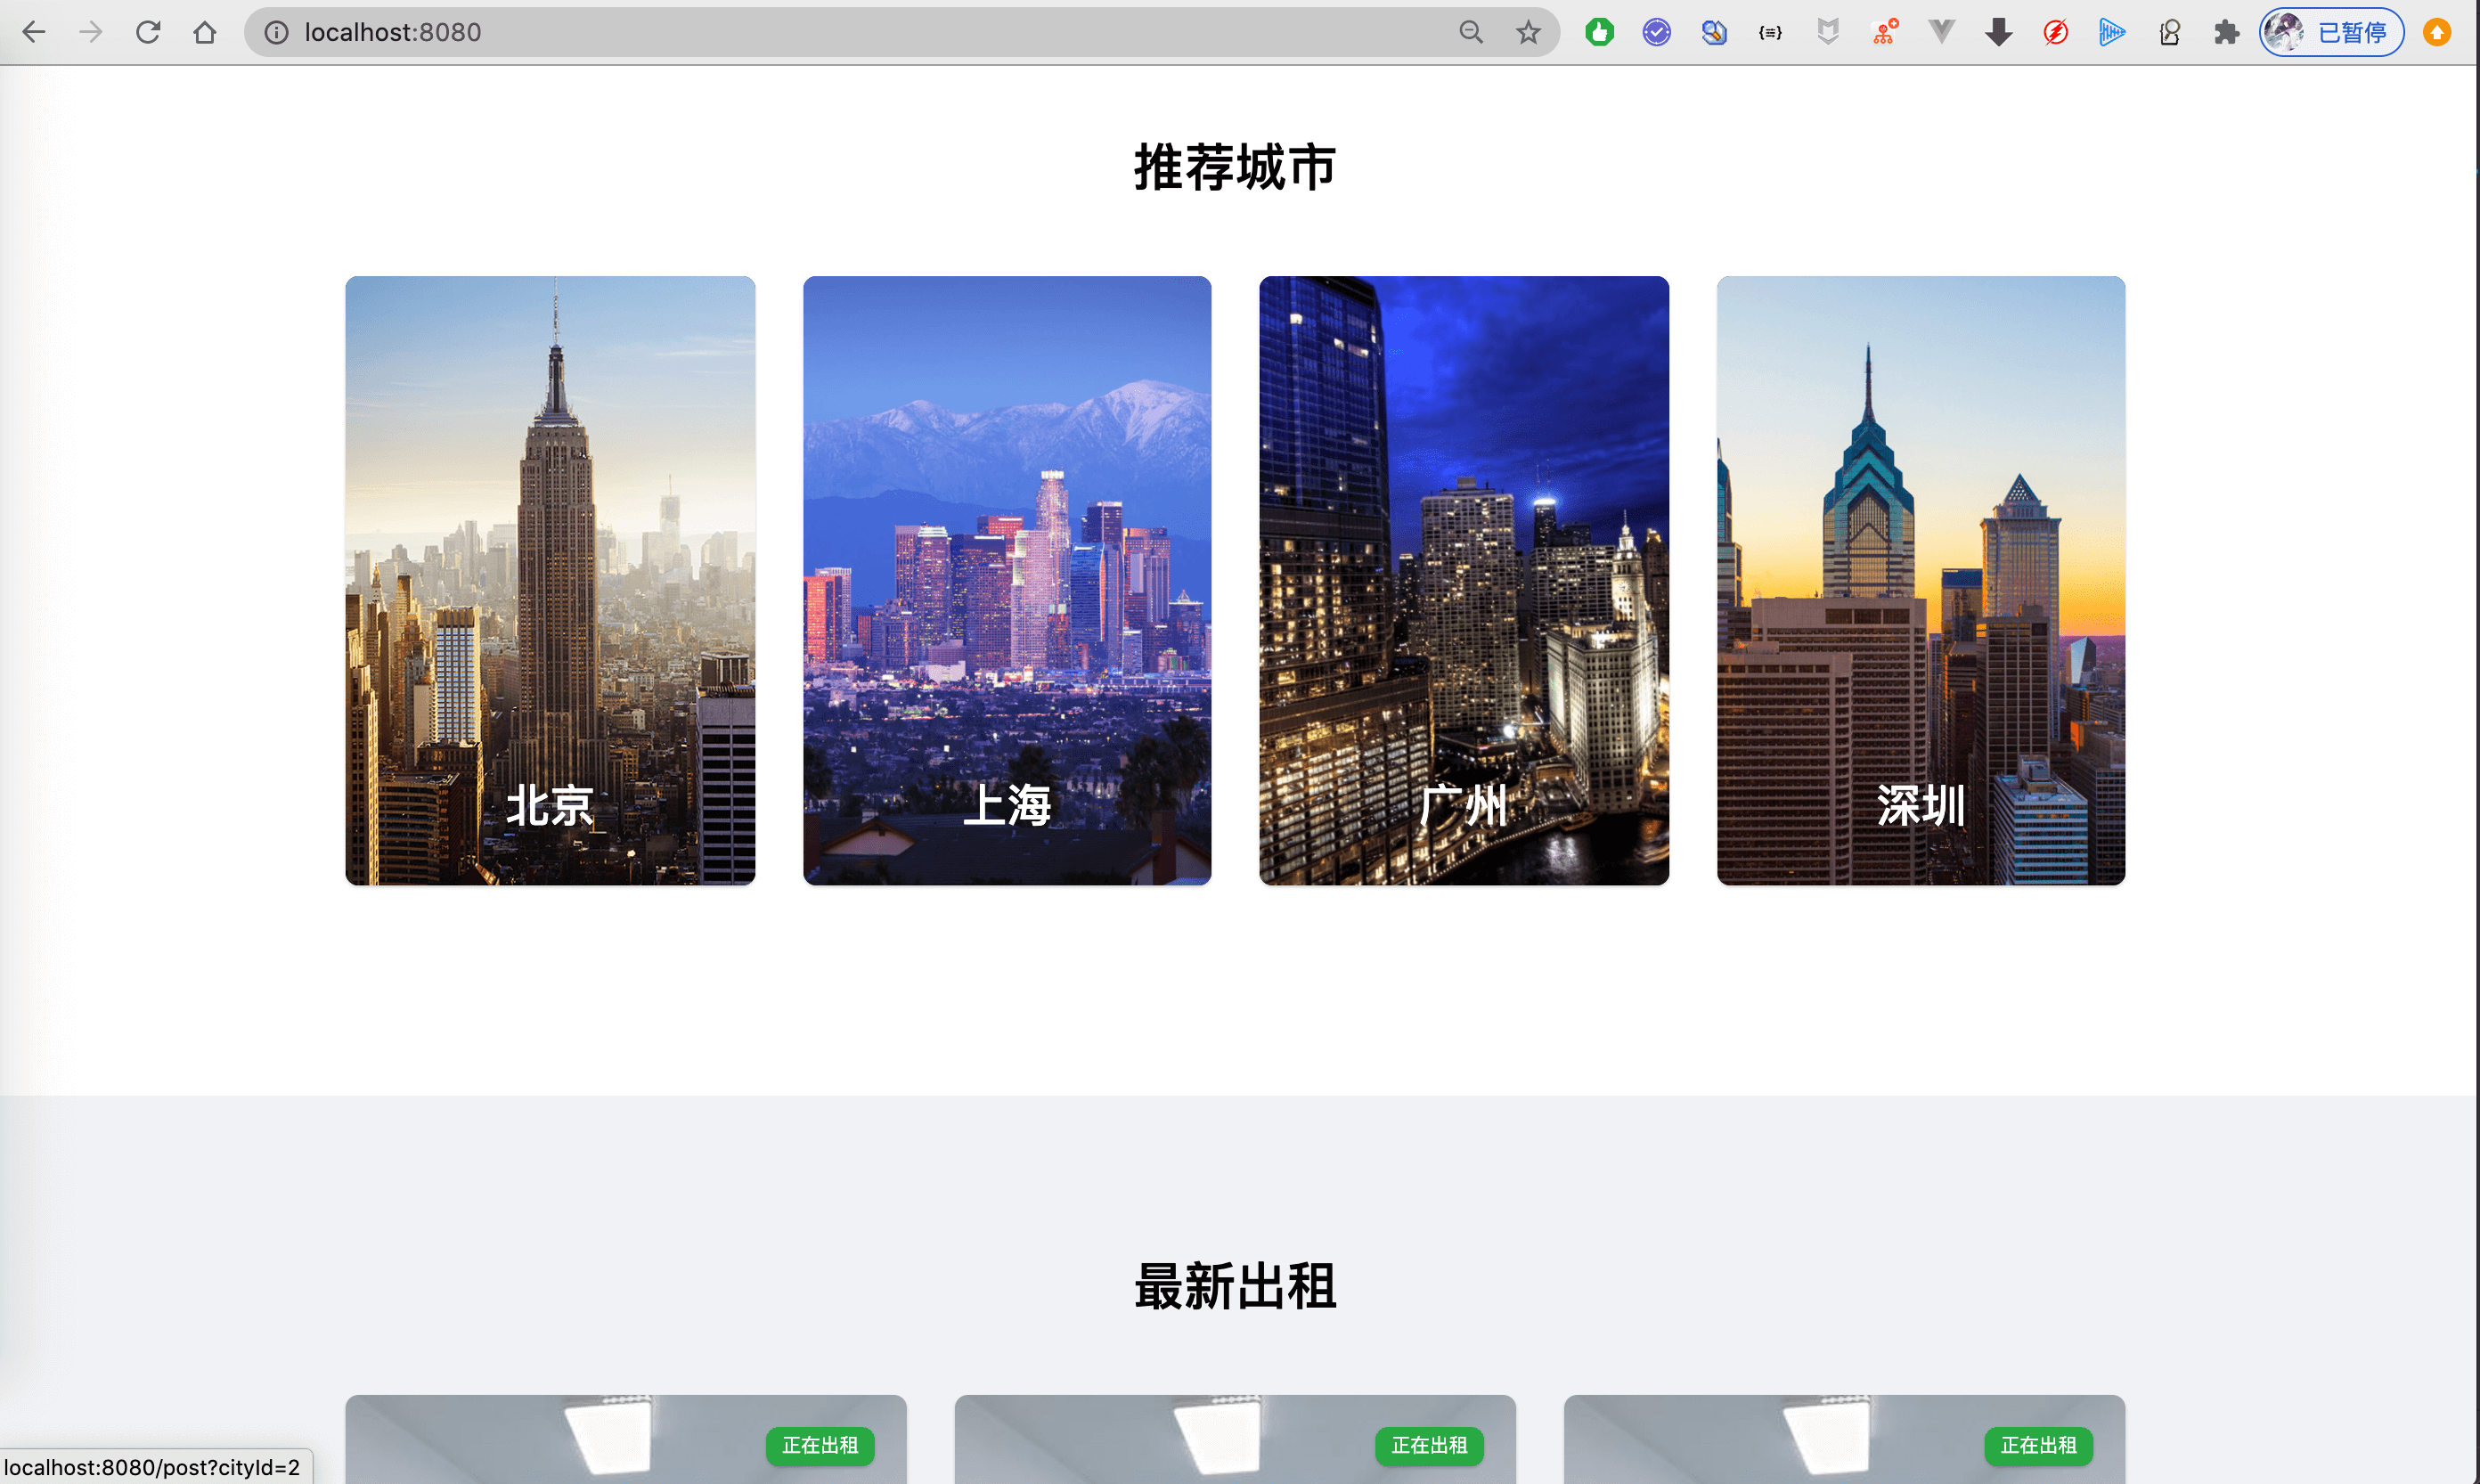 localhost:8080
已暂停
推荐城市
北京
上海
广州
深圳
最新出租
正在出租
正在出租
正在出租
localhost:8080/post?cityId=2